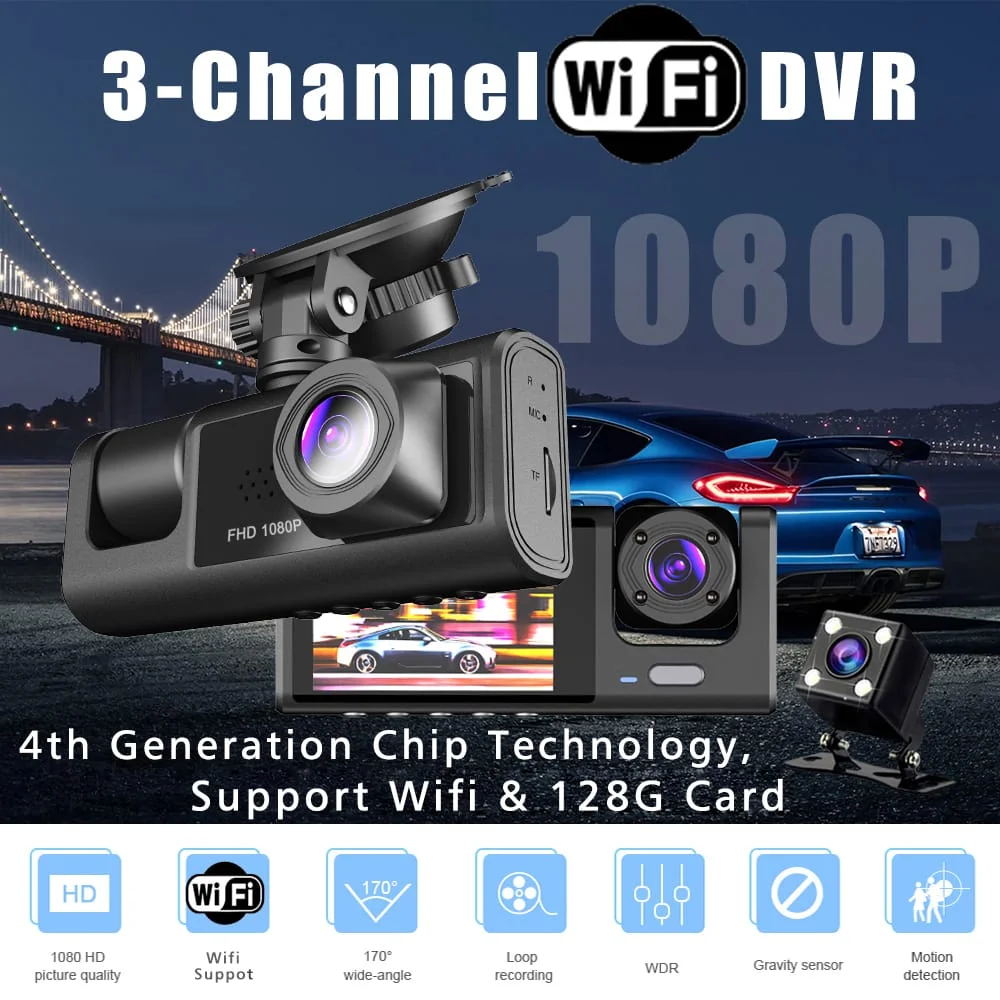 3-Channel WiFi DVR
1080P
R
MIC
TF
FHD 1080P
7NF7329
4th Generation Chip Technology,
Support Wifi & 128G Card
HD
WiFi
170°
1080 HD
picture quality
Wifi
Suppot
170°
wide-angle
Loop
recording
WDR
Gravity sensor
Motion
detection